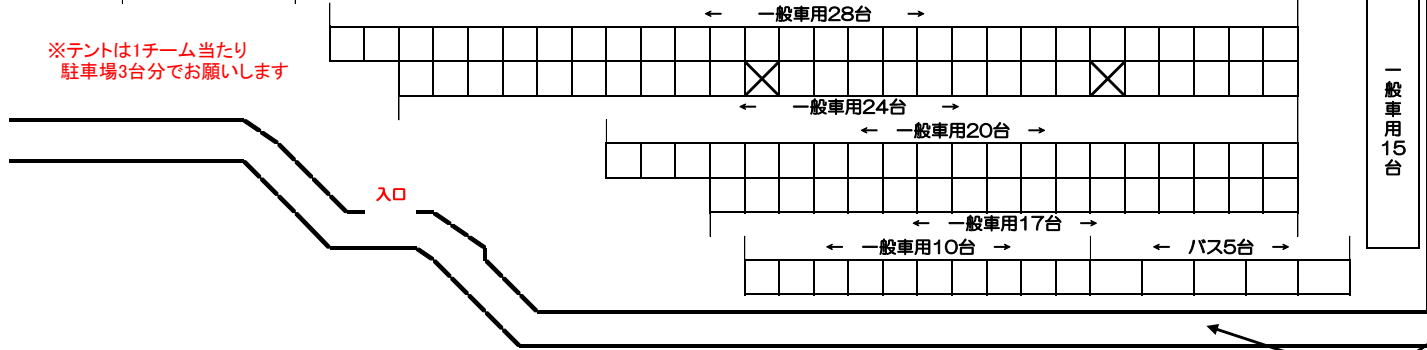 ← 一般車用28台 →
※テントは1チーム当たり
駐車場3台分でお願いします
← 一般車用24台 →
← 一般車用20台 →
一般車用15台
入口
← 一般車用17台 →
← 一般車用10台 →
← バス5台 →